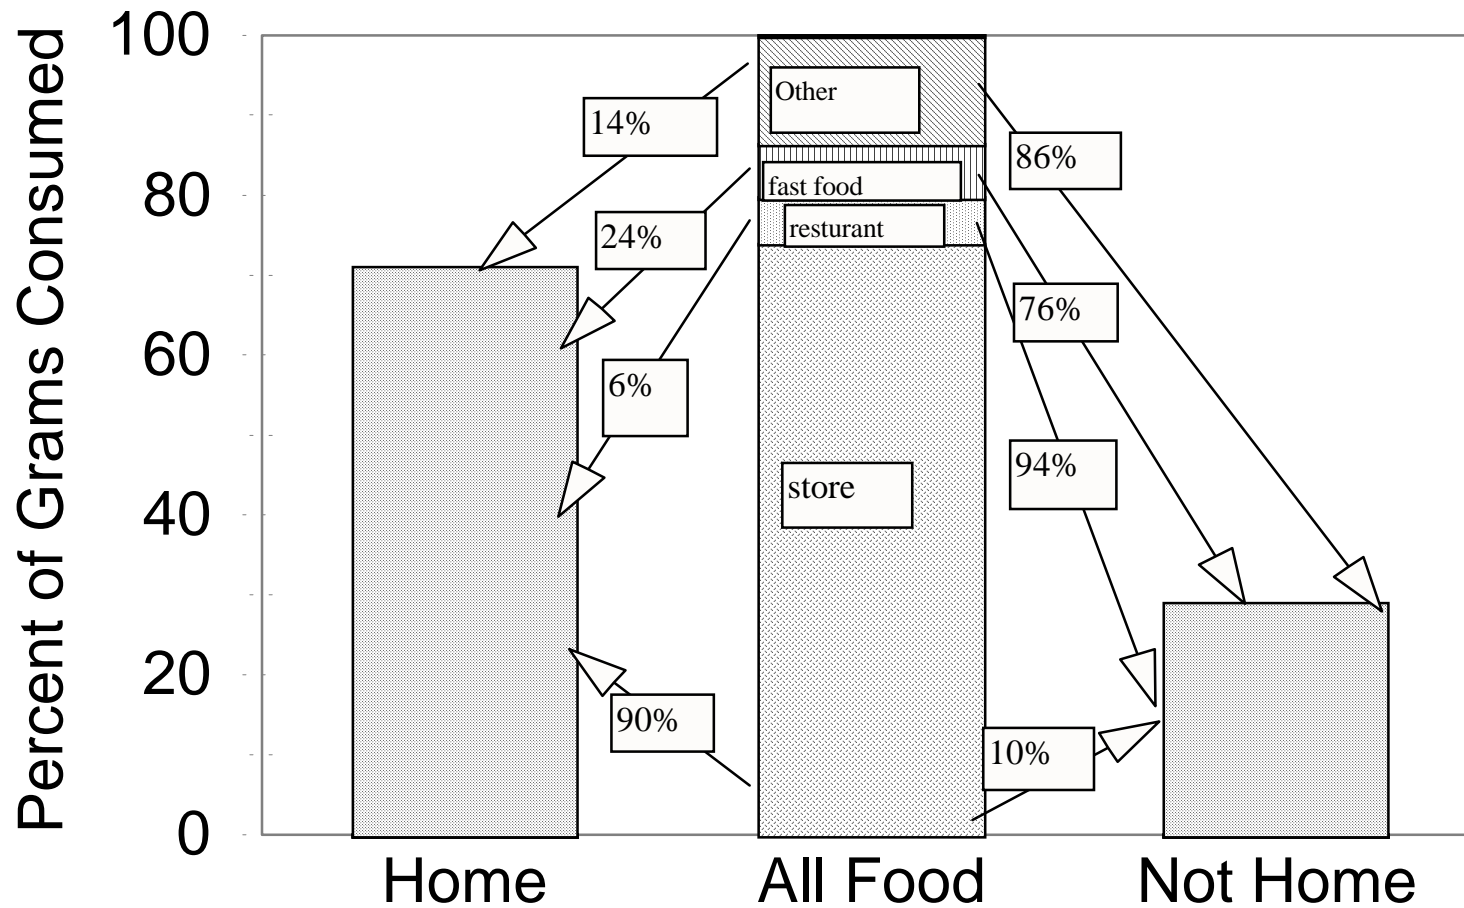 Percent of Grams Consumed
100
80
60
40
20
0
14%
24%
6%
90%
Other
fast food
resturant
store
86%
76%
94%
10%
Home
All Food
Not Home